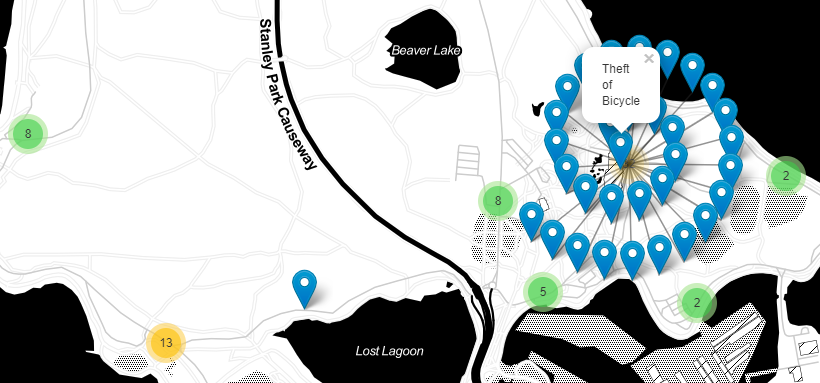 Stanley Park Causeway
Beaver Lake
×
Theft
of
Bicycle
8
2
8
5
2
13
Lost Lagoon